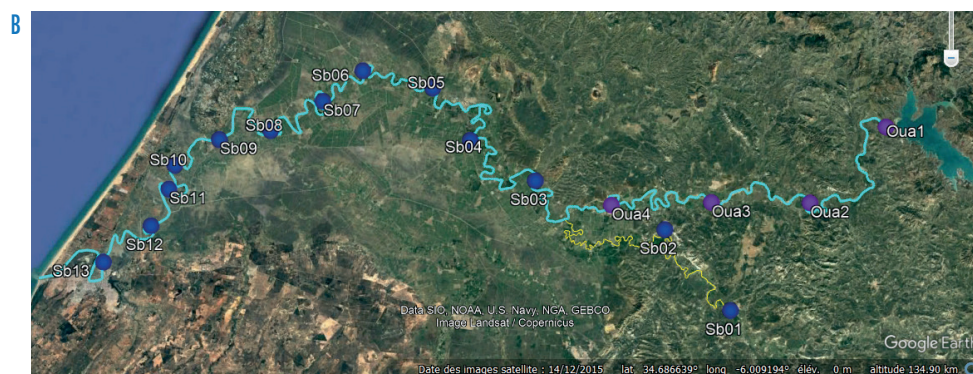 B
Sb06
Sb05
Sb07
Sb08
Sb09
Oua1
Sb04
Sb10
Sb11
Sb03
Oua4
Oua3
Oua2
Sb12
Sb02
Sb13
Data SIO, NOAA, U.S. Navy, NGA, GEBCO
Image Landsat / Copernicus
Sb01
Google Earth
Date des images satellite : 14/12/2015 lat 34.686639° long -6.009194° élév. 0 m altitude 134.90 km